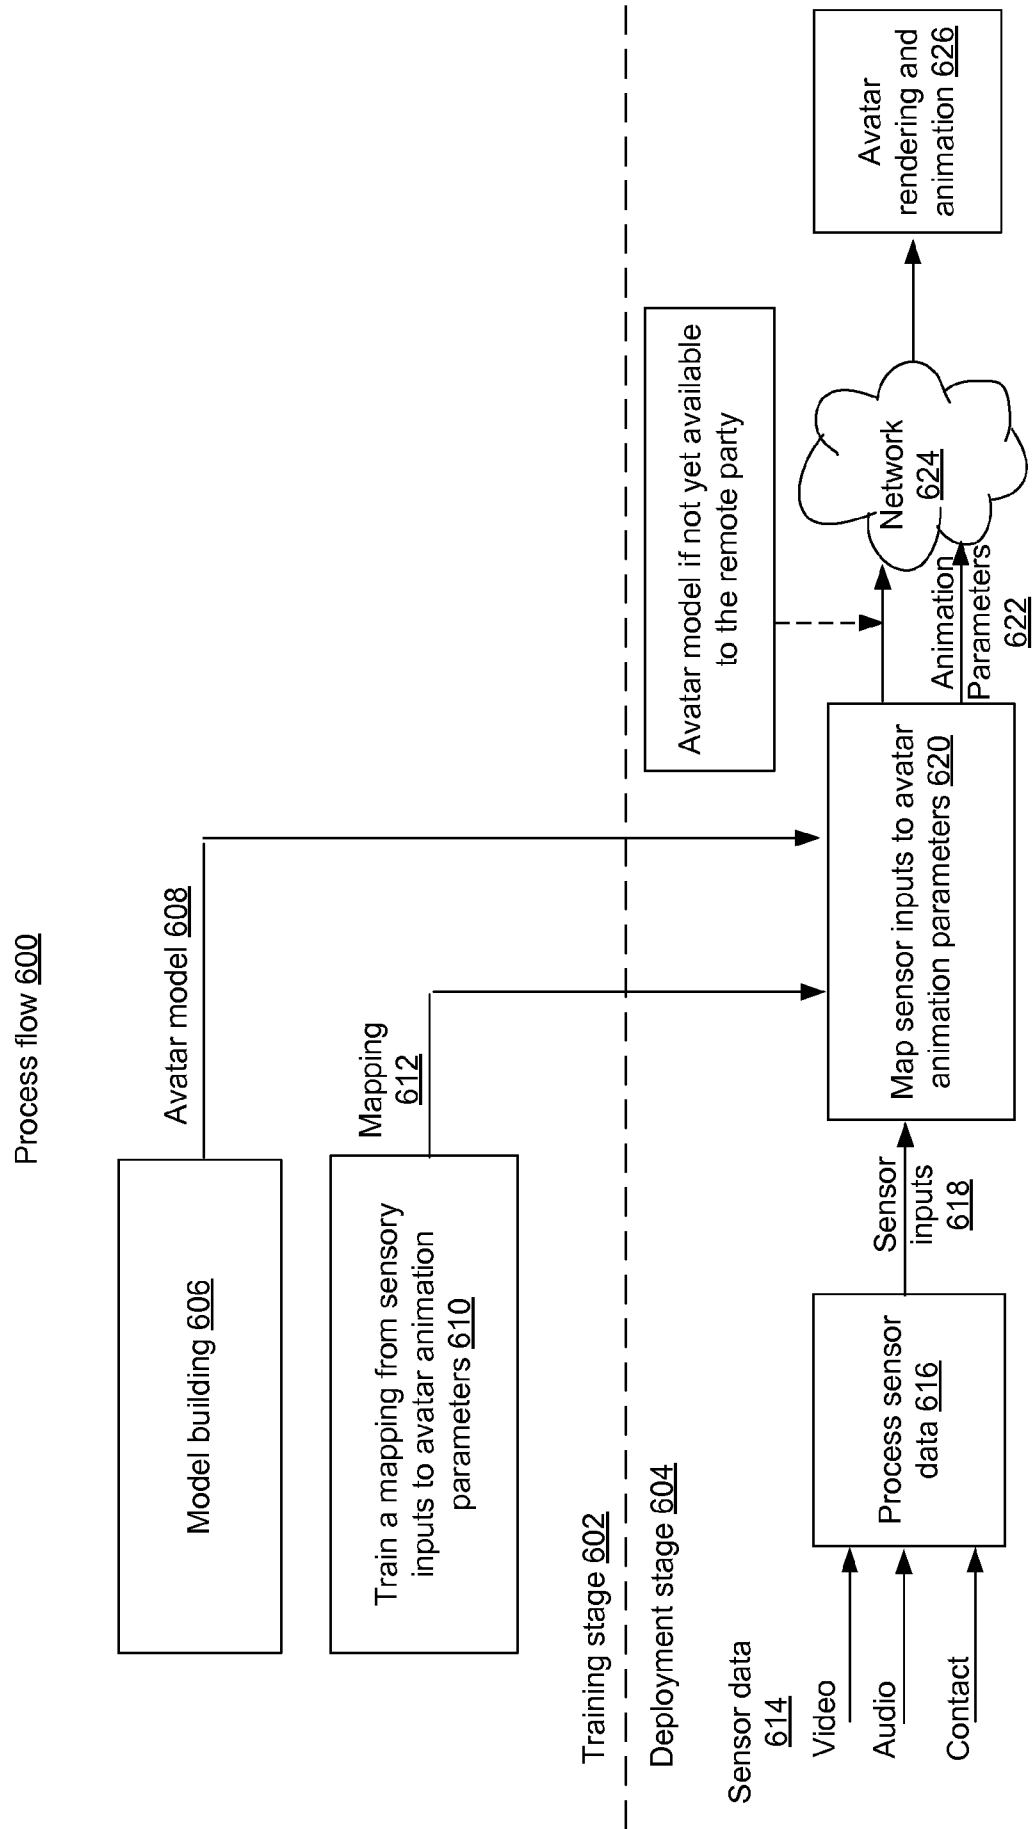 Process flow 600
Avatar model 608
Model building 606
Mapping
612
Train a mapping from sensory
inputs to avatar animation
parameters 610
Training stage 602
Deployment stage 604
Avatar model if not yet available
to the remote party
Sensor data
614
Video
Audio
Contact
Process sensor
data 616
Sensor
inputs
618
Map sensor inputs to avatar
animation parameters 620
Animation
Parameters
622
Network
624
Avatar
rendering and
animation 626